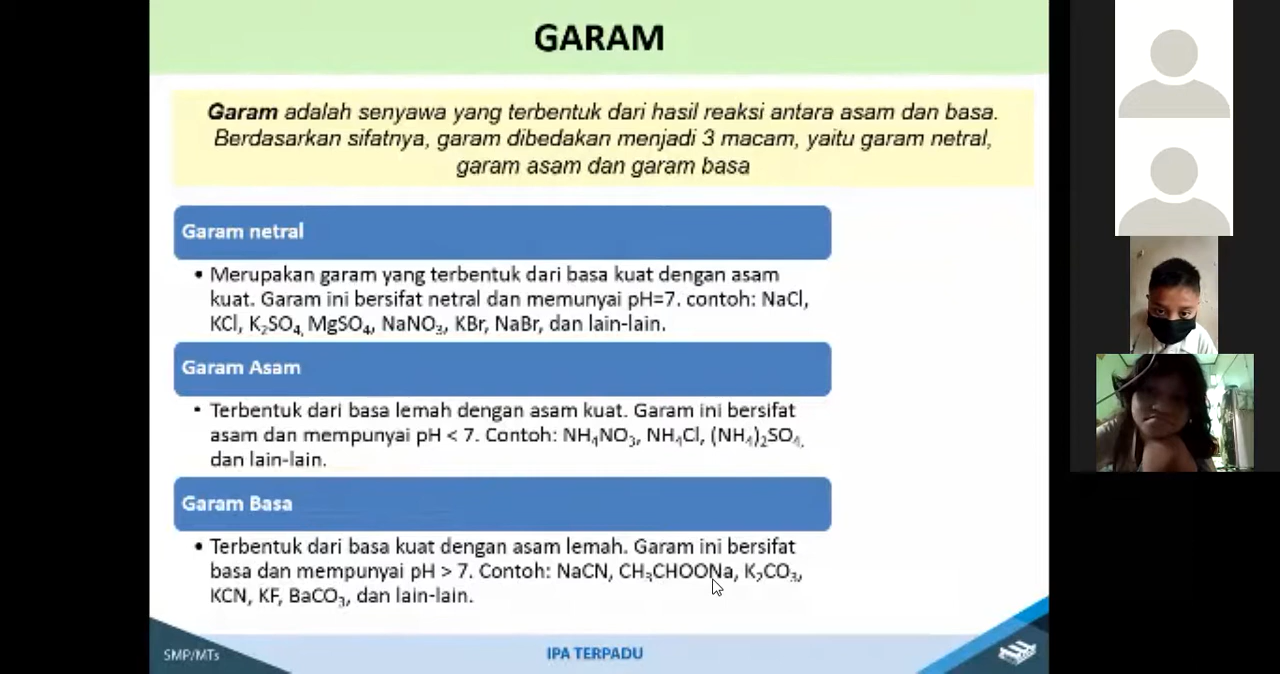 GARAM
Garam adalah senyawa yang terbentuk dari hasil reaksi antara asam dan basa.
Berdasarkan sifatnya, garam dibedakan menjadi 3 macam, yaitu garam netral,
garam asam dan garam basa
Garam netral
• Merupakan garam yang terbentuk dari basa kuat dengan asam
kuat. Garam ini bersifat netral dan memunyai pH=7. contoh: NaCl,
KCl, K₂SO₄, MgSO₄, NaNO₃, KBr, NaBr, dan lain-lain.
Garam Asam
• Terbentuk dari basa lemah dengan asam kuat. Garam ini bersifat
asam dan mempunyai pH < 7. Contoh: NH₄NO₃, NH₄Cl, (NH₄)₂SO₄,
dan lain-lain.
Garam Basa
• Terbentuk dari basa kuat dengan asam lemah. Garam ini bersifat
basa dan mempunyai pH > 7. Contoh: NaCN, CH₃CHOONa, K₂CO₃,
KCN, KF, BaCO₃, dan lain-lain.
SMP/MTs
IPA TERPADU